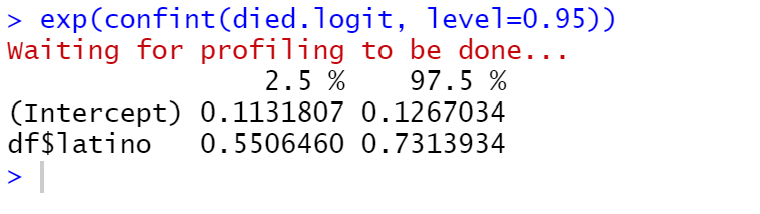 > exp(confint(died.logit, level=0.95))
Waiting for profiling to be done...
                2.5 %    97.5 %
(Intercept) 0.1131807 0.1267034
df$latino   0.5506460 0.7313934
>